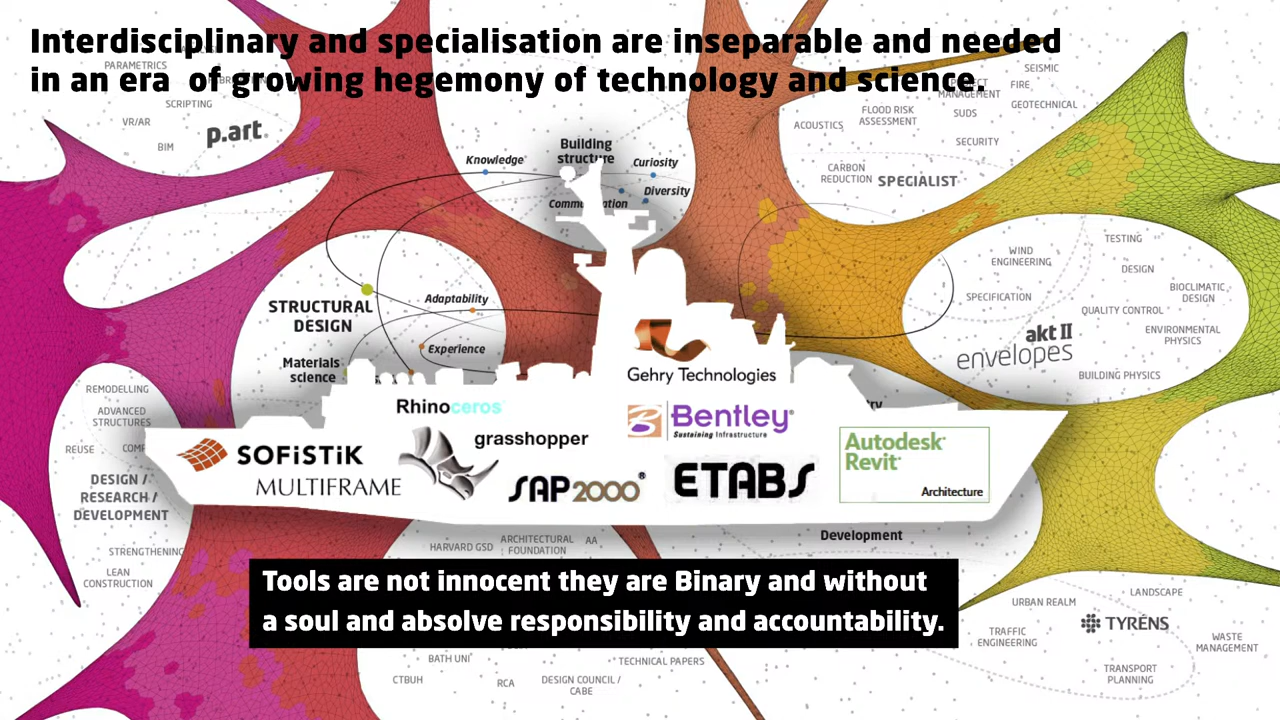 Interdisciplinary and specialisation are inseparable and needed
in an era of growing hegemony of technology and science.
PARAMETRICS
SCRIPTING
VR/AR
BIM
p.art
Knowledge
Building
structure
Curiosity
Diversity
SEISMIC
MANAGEMENT
FIRE
GEOTECHNICAL
FLOOD RISK
ASSESSMENT
SUDS
ACOUSTICS
SECURITY
CARBON
REDUCTION
SPECIALIST
STRUCTURAL
DESIGN
Adaptability
Experience
Materials
science
WIND
ENGINEERING
TESTING
DESIGN
SPECIFICATION
BIOCLIMATIC
DESIGN
QUALITY CONTROL
ENVIRONMENTAL
PHYSICS
akt II
envelopes
BUILDING PHYSICS
Gehry Technologies
Rhinoceros
grasshopper
Bentley
Sustaining Infrastructure
SOFiSTiK
MULTIFRAME
SAP2000
ETABS
Autodesk
Revit
Architecture
REMODELLING
ADVANCED
STRUCTURES
REUSE
DESIGN /
RESEARCH /
DEVELOPMENT
STRENGTHENING
LEAN
CONSTRUCTION
HARVARD GSD
ARCHITECTURAL
FOUNDATION
AA
Development
Tools are not innocent they are Binary and without
a soul and absolve responsibility and accountability.
BATH UNI
CTBUH
RCA
DESIGN COUNCIL /
CABE
TECHNICAL PAPERS
URBAN REALM
LANDSCAPE
TRAFFIC
ENGINEERING
TYRÉNS
WASTE
MANAGEMENT
TRANSPORT
PLANNING